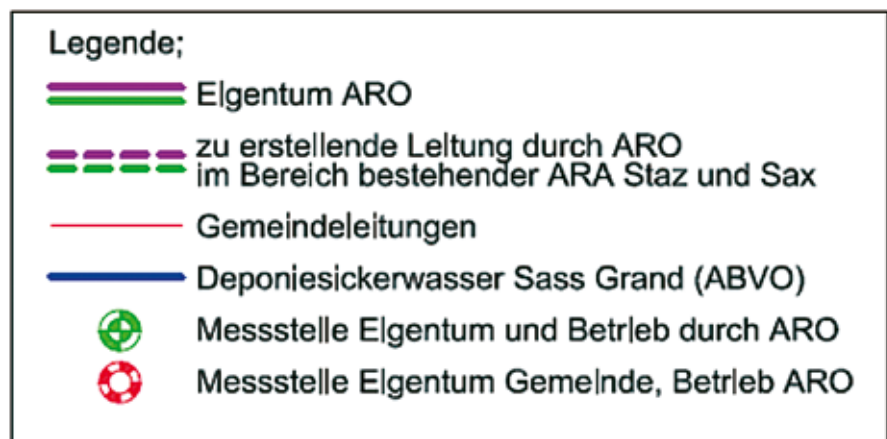 Legende;
Eigentum ARO
zu erstellende Leitung durch ARO
im Bereich bestehender ARA Staz und Sax
Gemeindeleitungen
Deponiesickerwasser Sass Grand (ABVO)
Messstelle Eigentum und Betrieb durch ARO
Messstelle Eigentum Gemeinde, Betrieb ARO